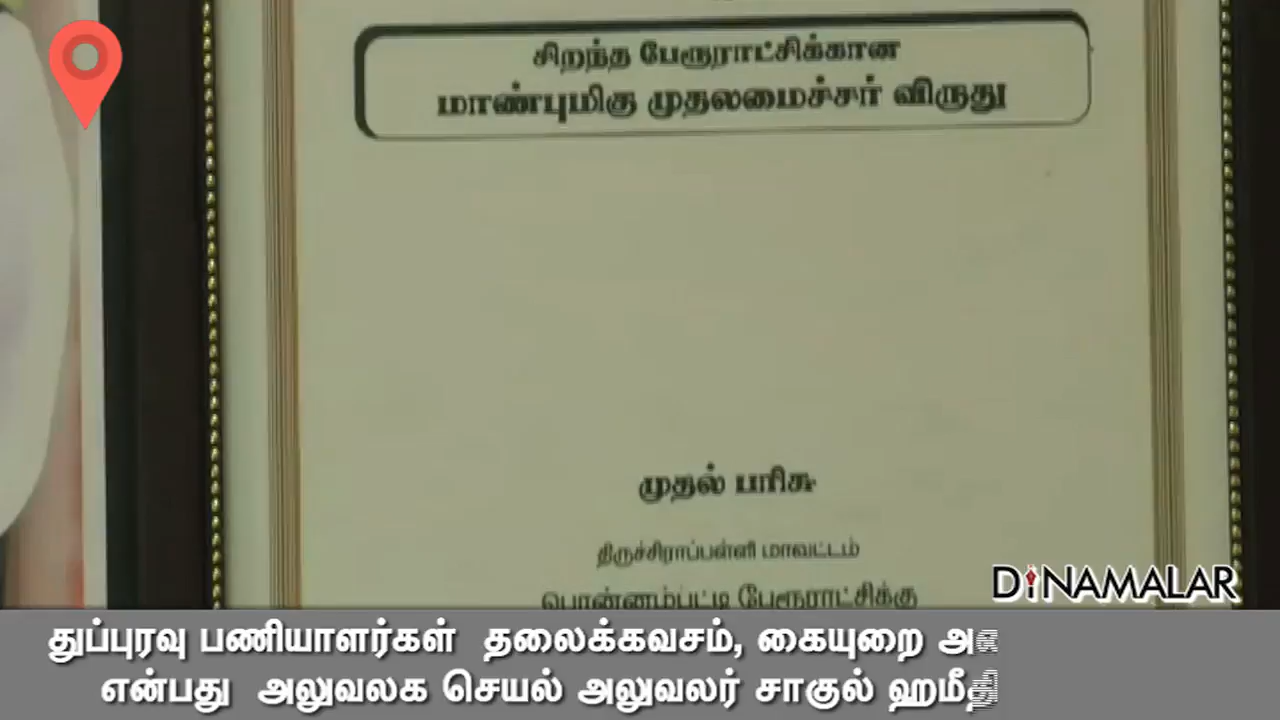 சிறந்த பேரூராட்சிக்கான
மாண்புமிகு முதலமைச்சர் விருது
முதல் பரிசு
திருச்சிராப்பள்ளி மாவட்டம்
பொன்னம்பட்டி பேரூராட்சிக்கு
DINAMALAR
துப்புரவு பணியாளர்கள் தலைக்கவசம், கையுறை
என்பது அலுவலக செயல் அலுவலர் சாகுல் ஹமீதி